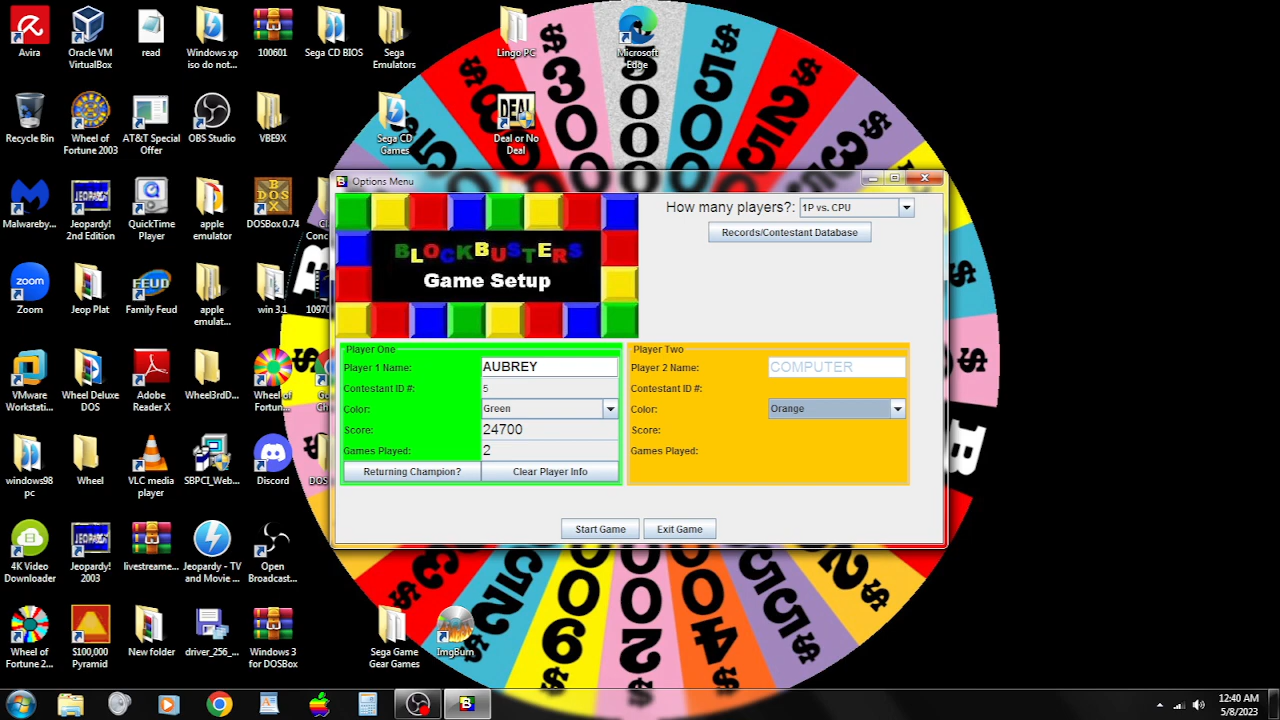 Avira
Oracle VM
VirtualBox
read
Windows xp
iso do not...
100601
Sega CD BIOS
Sega
Emulators
Lingo PC
Microsoft
Edge
Recycle Bin
Wheel of
Fortune 2003
AT&T Special
Offer
OBS Studio
VBE9X
Sega CD
Games
DEAL
Deal or No
Deal
Malwareby...
Jeopardy!
2nd Edition
QuickTime
Player
apple
emulator
DOSBox 0.74
Zoom
Jeop Plat
Family Feud
apple
emulat...
win 3.1
10970
VMware
Workstati...
Wheel Deluxe
DOS
Adobe
Reader X
Wheel3rdD...
Wheel of
Fortun...
windows98
pc
Wheel
VLC media
player
SBPCI_Web...
Discord
DOS
4K Video
Downloader
Jeopardy!
2003
livestreame...
Jeopardy - TV
and Movie ...
Open
Broadcast...
Wheel of
Fortune 2...
$100,000
Pyramid
New folder
driver_256_...
Windows 3
for DOSBox
Sega Game
Gear Games
ImgBurn
Options Menu
BLOCKBUSTERS
Game Setup
How many players?: 1P vs. CPU
Records/Contestant Database
Player One
Player 1 Name: AUBREY
Contestant ID #: 5
Color: Green
Score: 24700
Games Played: 2
Returning Champion? Clear Player Info
Player Two
Player 2 Name: COMPUTER
Contestant ID #:
Color: Orange
Score:
Games Played:
Start Game Exit Game
12:40 AM
5/8/2023